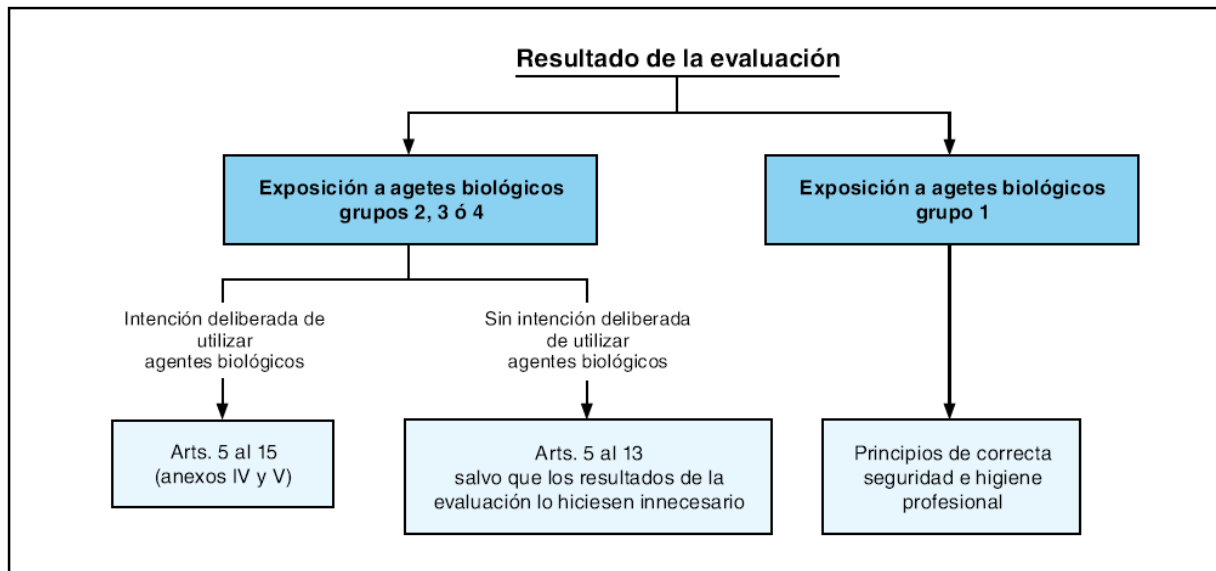 Resultado de la evaluación
Exposición a agetes biológicos
grupos 2, 3 ó 4
Exposición a agetes biológicos
grupo 1
Intención deliberada de
utilizar
agentes biológicos
Sin intención deliberada
de utilizar
agentes biológicos
Arts. 5 al 15
(anexos IV y V)
Arts. 5 al 13
salvo que los resultados de la
evaluación lo hiciesen innecesario
Principios de correcta
seguridad e higiene
profesional